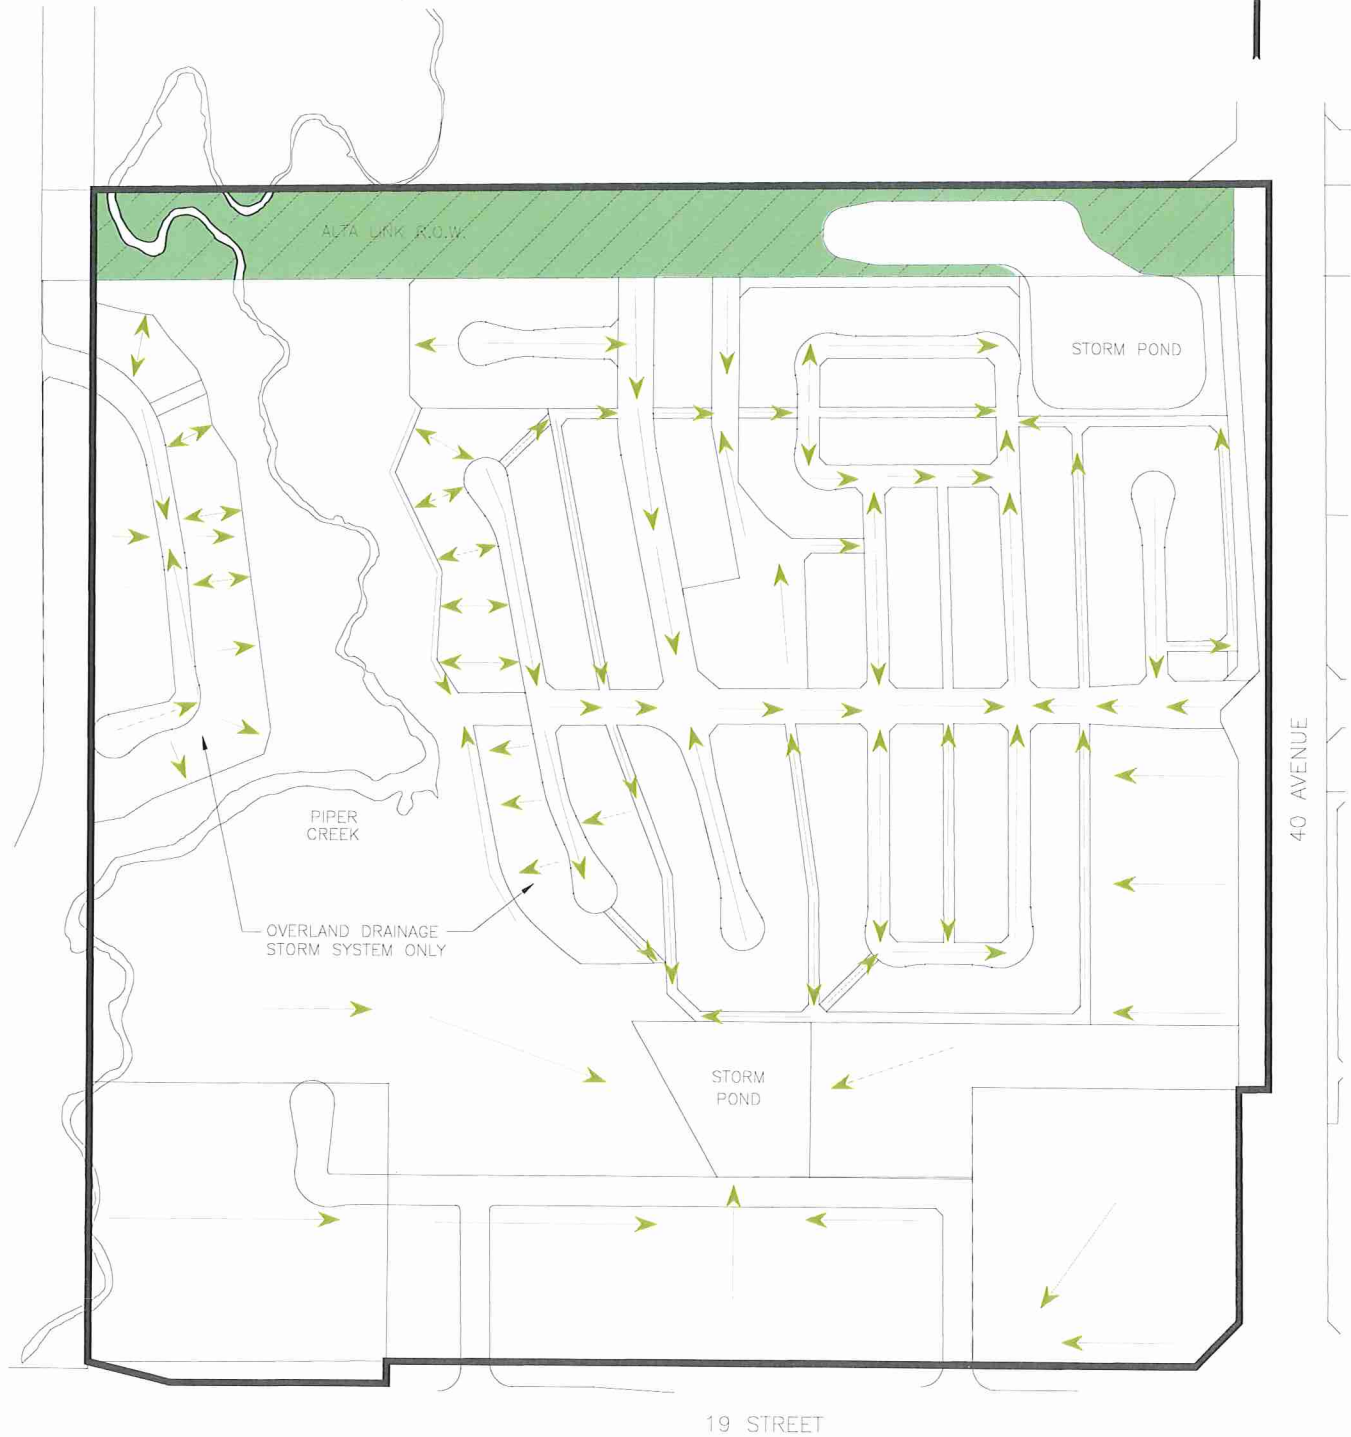 ALTA LINK R.O.W.
STORM POND
PIPER
CREEK
40 AVENUE
OVERLAND DRAINAGE
STORM SYSTEM ONLY
STORM
POND
19 STREET